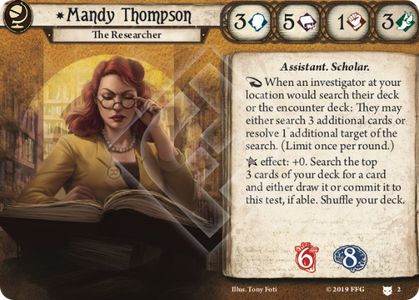 Mandy Thompson
The Researcher
3 5 1 3
Assistant. Scholar.
When an investigator at your
location would search their deck
or the encounter deck: They may
either search 3 additional cards or
resolve 1 additional target of the
search. (Limit once per round.)
effect: +0. Search the top
3 cards of your deck for a card
and either draw it or commit it to
this test, if able. Shuffle your deck.
6 8
Illus. Tony Foti
© 2019 FFG
2